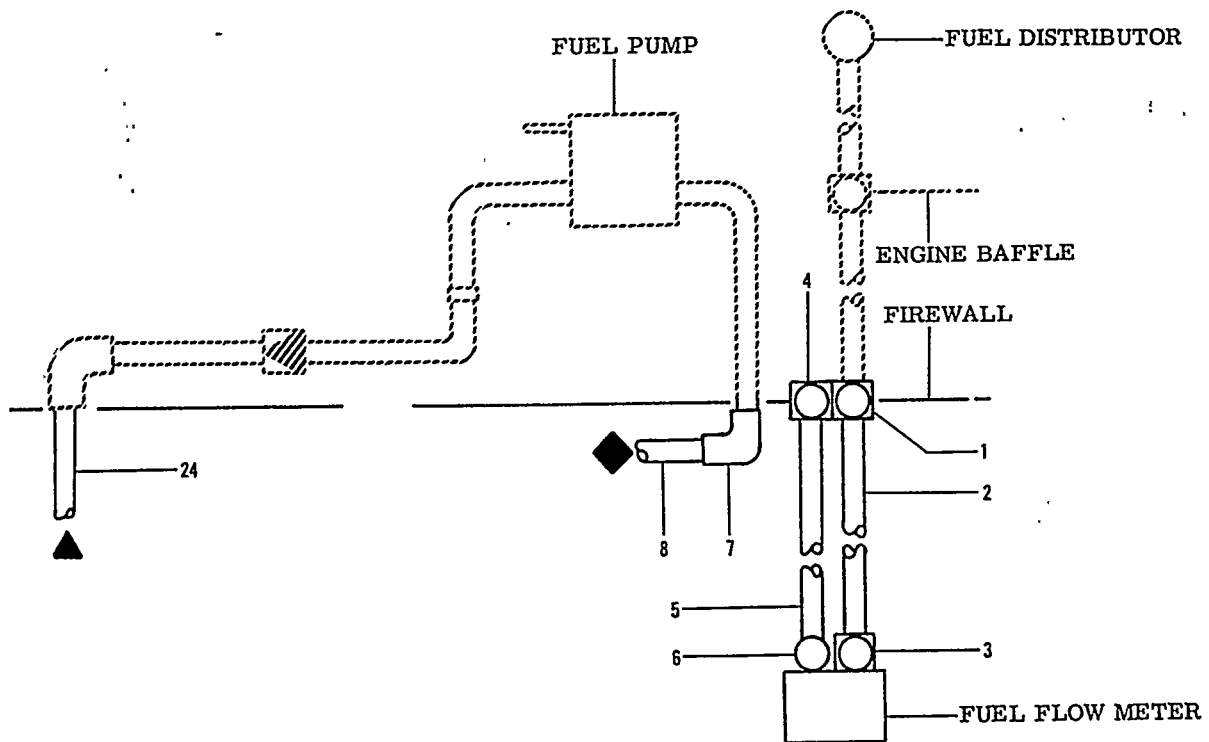 FUEL PUMP
FUEL DISTRIBUTOR
ENGINE BAFFLE
4
FIREWALL
1
24
2
8
7
5
6
3
FUEL FLOW METER